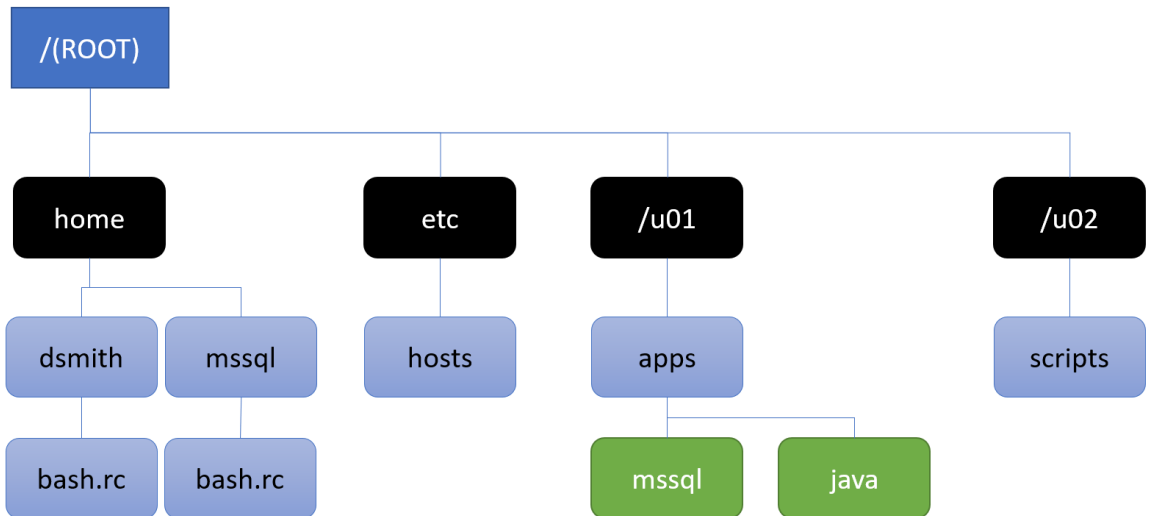 /(ROOT)
home
etc
/u01
/u02
dsmith
mssql
hosts
apps
scripts
bash.rc
bash.rc
mssql
java